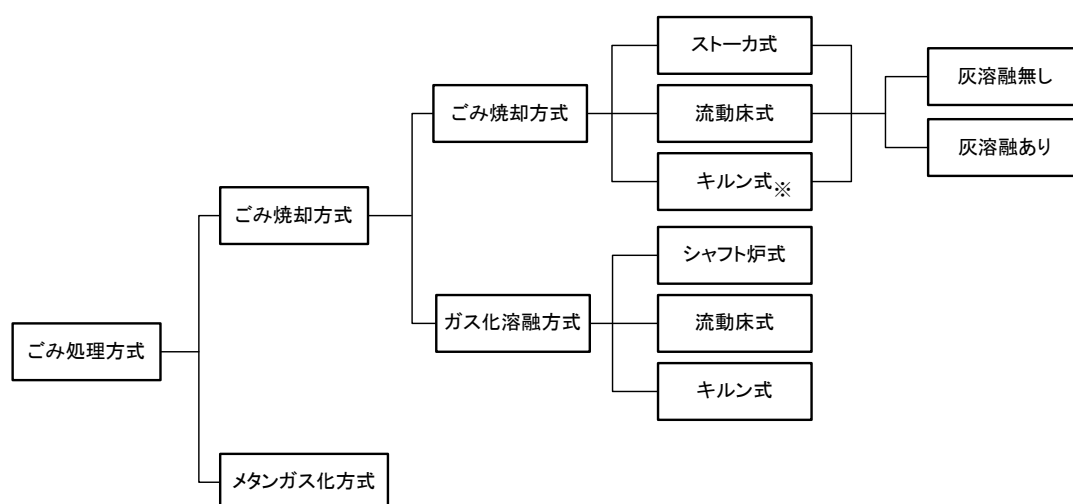 ストーカ式
灰溶融無し
ごみ焼却方式
流動床式
灰溶融あり
キルン式※
ごみ焼却方式
シャフト炉式
ガス化溶融方式
流動床式
ごみ処理方式
キルン式
メタンガス化方式